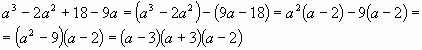 a³ − 2a² + 18 − 9a = (a³ − 2a²) − (9a − 18) = a²(a − 2) − 9(a − 2) =
= (a² − 9)(a − 2) = (a − 3)(a + 3)(a − 2)